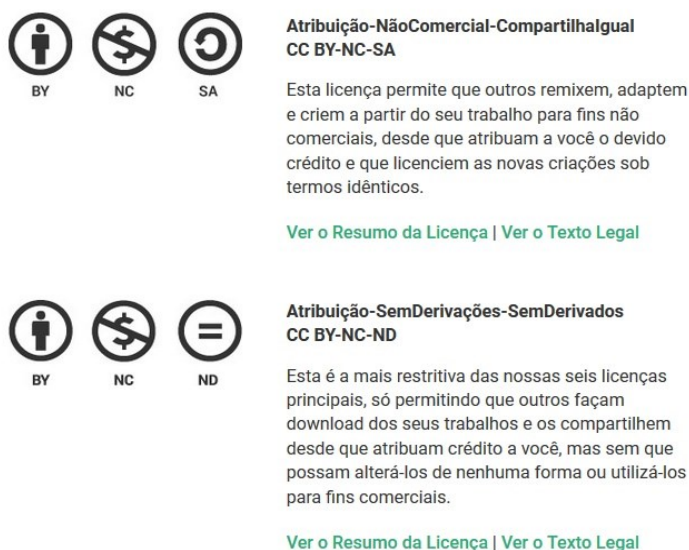 Atribuição-NãoComercial-CompartilhaIgual
CC BY-NC-SA
BY NC SA
Esta licença permite que outros remixem, adaptem
e criem a partir do seu trabalho para fins não
comerciais, desde que atribuam a você o devido
crédito e que licenciem as novas criações sob
termos idênticos.
Ver o Resumo da Licença | Ver o Texto Legal
Atribuição-SemDerivações-SemDerivados
CC BY-NC-ND
BY NC ND
Esta é a mais restritiva das nossas seis licenças
principais, só permitindo que outros façam
download dos seus trabalhos e os compartilhem
desde que atribuam crédito a você, mas sem que
possam alterá-los de nenhuma forma ou utilizá-los
para fins comerciais.
Ver o Resumo da Licença | Ver o Texto Legal